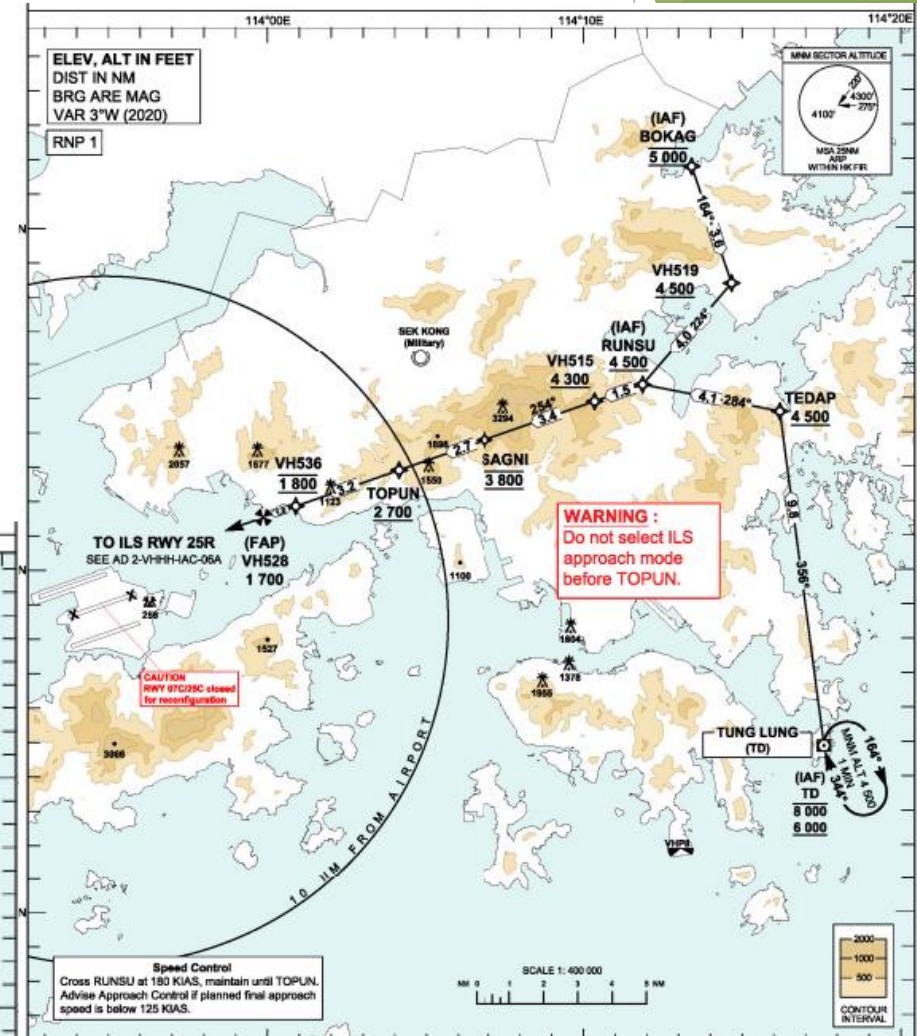 114°00'E
114°10'E
114°20'E
ELEV, ALT IN FEET
DIST IN NM
BRG ARE MAG
VAR 3°W (2020)
RNP 1
MNM SECTOR ALTITUDE
220°
4300'
275°
4100'
MSA 25NM
ARP
WITHIN HK FIR
(IAF)
BOKAG
5 000
164° 3.6
VH519
4 500
4.0 224°
SEK KONG
(Military)
(IAF)
RUNSU
4 500
VH515
4 300
1.5
4.1 284°
TEDAP
4 500
254°
3.4
3294
1898
2.7
SAGNI
3 800
1550
2057
1677
VH536
1 800
3.2
1123
TOPUN
2 700
TO ILS RWY 25R
SEE AD 2-VHHH-IAC-06A
(FAP)
VH528
1 700
WARNING :
Do not select ILS
approach mode
before TOPUN.
9.8
356°
1100
256
1527
1604
1378
1955
CAUTION
RWY 07C/25C closed
for reconfiguration
3066
TUNG LUNG
(TD)
(IAF)
TD
8 000
6 000
MNM ALT 4 500
1 MIN
164°
344°
VHPB
N
N
N
N
Speed Control
Cross RUNSU at 180 KIAS, maintain until TOPUN.
Advise Approach Control if planned final approach
speed is below 125 KIAS.
SCALE 1: 400 000
NM 0 1 2 3 4 5 NM
2000
1000
500
CONTOUR
INTERVAL